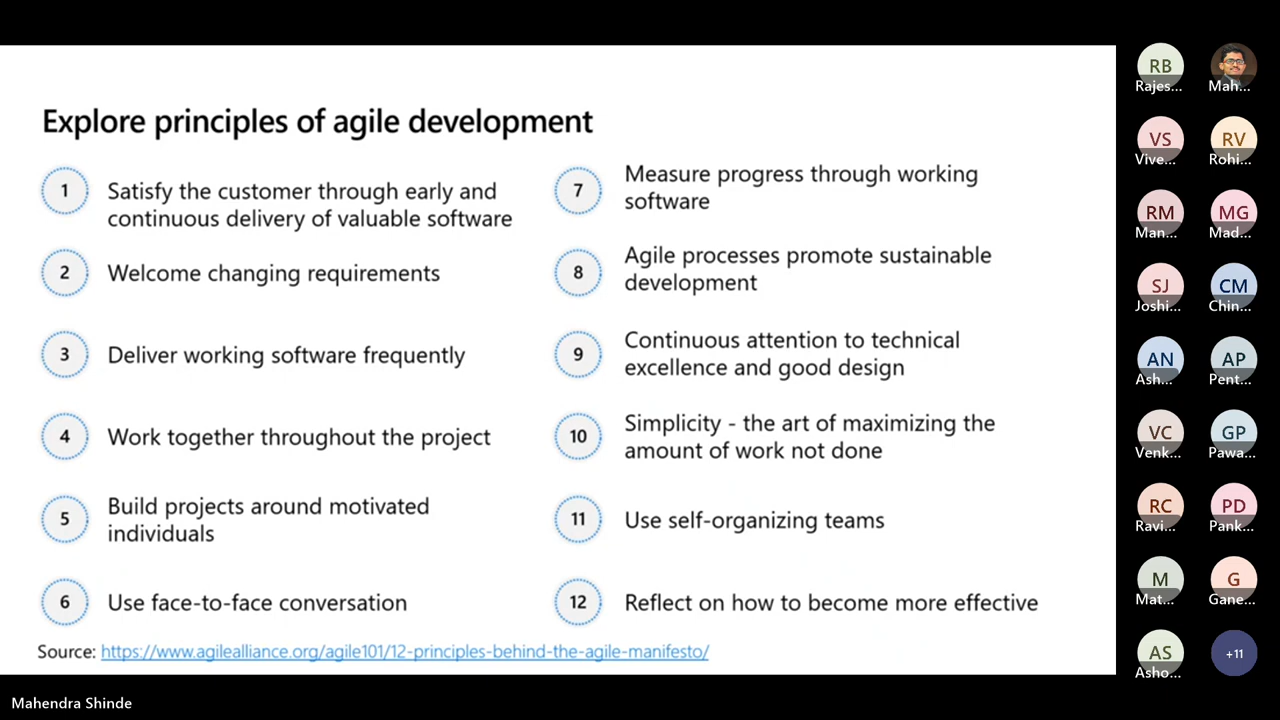 Explore principles of agile development
1
Satisfy the customer through early and
continuous delivery of valuable software
2
Welcome changing requirements
3
Deliver working software frequently
4
Work together throughout the project
5
Build projects around motivated
individuals
6
Use face-to-face conversation
7
Measure progress through working
software
8
Agile processes promote sustainable
development
9
Continuous attention to technical
excellence and good design
10
Simplicity - the art of maximizing the
amount of work not done
11
Use self-organizing teams
12
Reflect on how to become more effective
Source: https://www.agilealliance.org/agile101/12-principles-behind-the-agile-manifesto/
RB
Rajes...
Mah...
VS
Vive...
RV
Rohi...
RM
Man...
MG
Mad...
SJ
Joshi...
CM
Chin...
AN
Ash...
AP
Pent...
VC
Venk...
GP
Pawa...
RC
Ravi...
PD
Pank...
M
Mat...
G
Gane...
AS
Asho...
+11
Mahendra Shinde